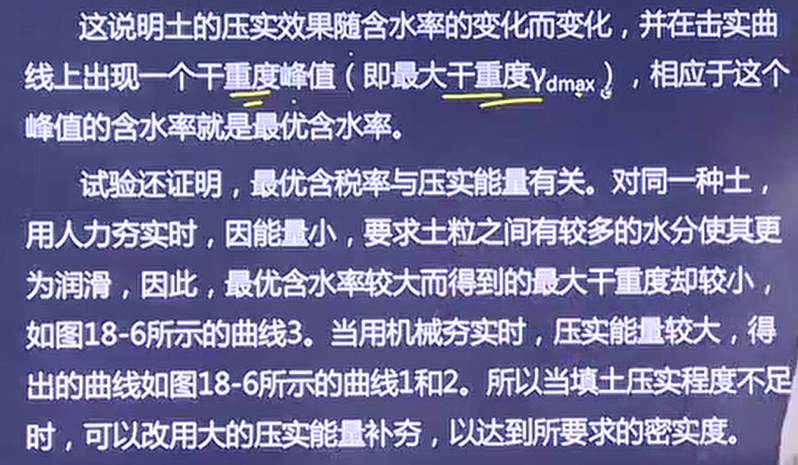 这说明土的压实效果随含水率的变化而变化，并在击实曲
线上出现一个干重度峰值（即最大干重度γdmax），相应于这个
峰值的含水率就是最优含水率。
试验还证明，最优含税率与压实能量有关。对同一种土，
用人力夯实时，因能量小，要求土粒之间有较多的水分使其更
为润滑，因此，最优含水率较大而得到的最大干重度却较小，
如图18-6所示的曲线3。当用机械夯实时，压实能量较大，得
出的曲线如图18-6所示的曲线1和2。所以当填土压实程度不足
时，可以改用大的压实能量补夯，以达到所要求的密实度。